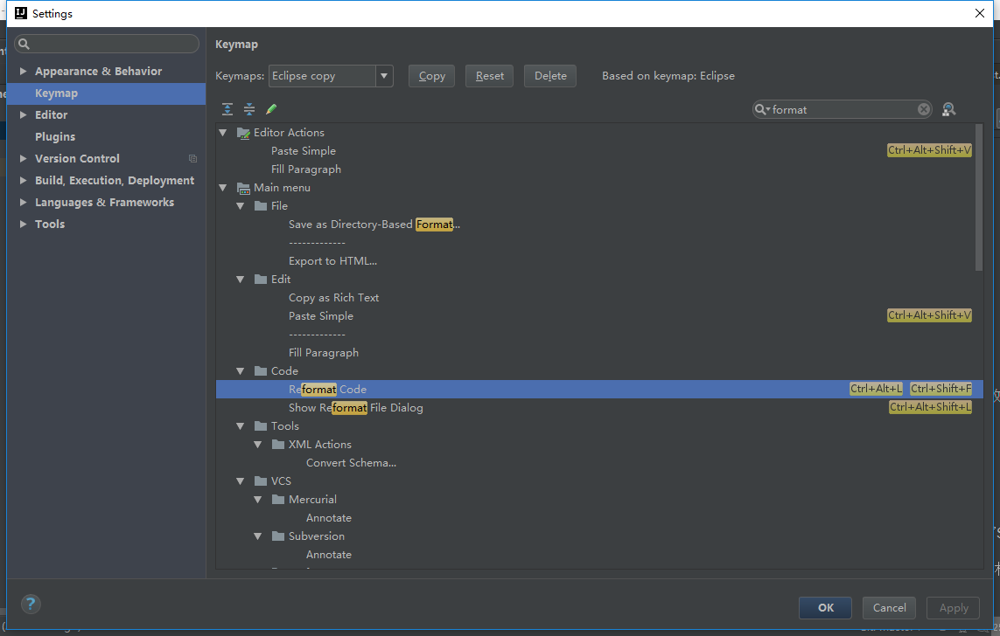 Settings
Appearance & Behavior
Keymap
Editor
Plugins
Version Control
Build, Execution, Deployment
Languages & Frameworks
Tools
Keymap
Keymaps: Eclipse copy Copy Reset Delete Based on keymap: Eclipse
format
Editor Actions
Paste Simple Ctrl+Alt+Shift+V
Fill Paragraph
Main menu
File
Save as Directory-Based Format...
-------------
Export to HTML...
Edit
Copy as Rich Text
Paste Simple Ctrl+Alt+Shift+V
-------------
Fill Paragraph
Code
Reformat Code Ctrl+Alt+L Ctrl+Shift+F
Show Reformat File Dialog Ctrl+Alt+Shift+L
Tools
XML Actions
Convert Schema...
VCS
Mercurial
Annotate
Subversion
Annotate
? OK Cancel Apply